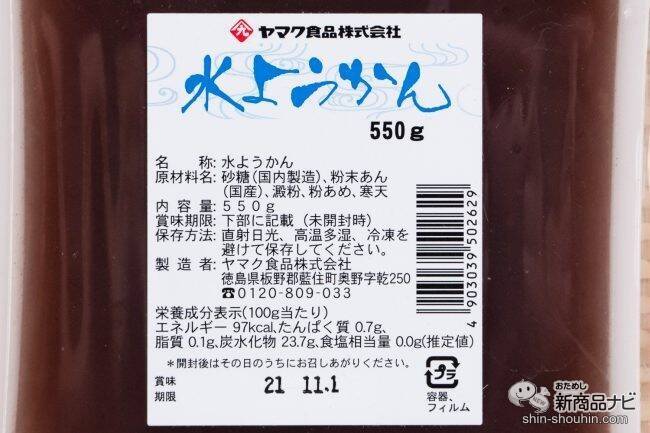 九 ヤマク食品株式会社
水ようかん
550g
名 称: 水ようかん
原材料名: 砂糖(国内製造)、粉末あん
(国産)、澱粉、粉あめ、寒天
内 容 量: 550g
賞味期限: 下部に記載(未開封時)
保存方法: 直射日光、高温多湿、冷凍を
避けて保存してください。
製 造 者: ヤマク食品株式会社
徳島県板野郡藍住町奥野字乾250
☎0120-809-033
栄養成分表示(100g当たり)
エネルギー 97kcal、たんぱく質 0.7g、
脂質 0.1g、炭水化物 23.7g、食塩相当量 0.0g(推定値)
*開封後はその日のうちにお召しあがりください。
賞味
期限
21 11.1
プラ
容器、
フィルム
4 903039 502629
おためし
新商品ナビ
shin-shouhin.com